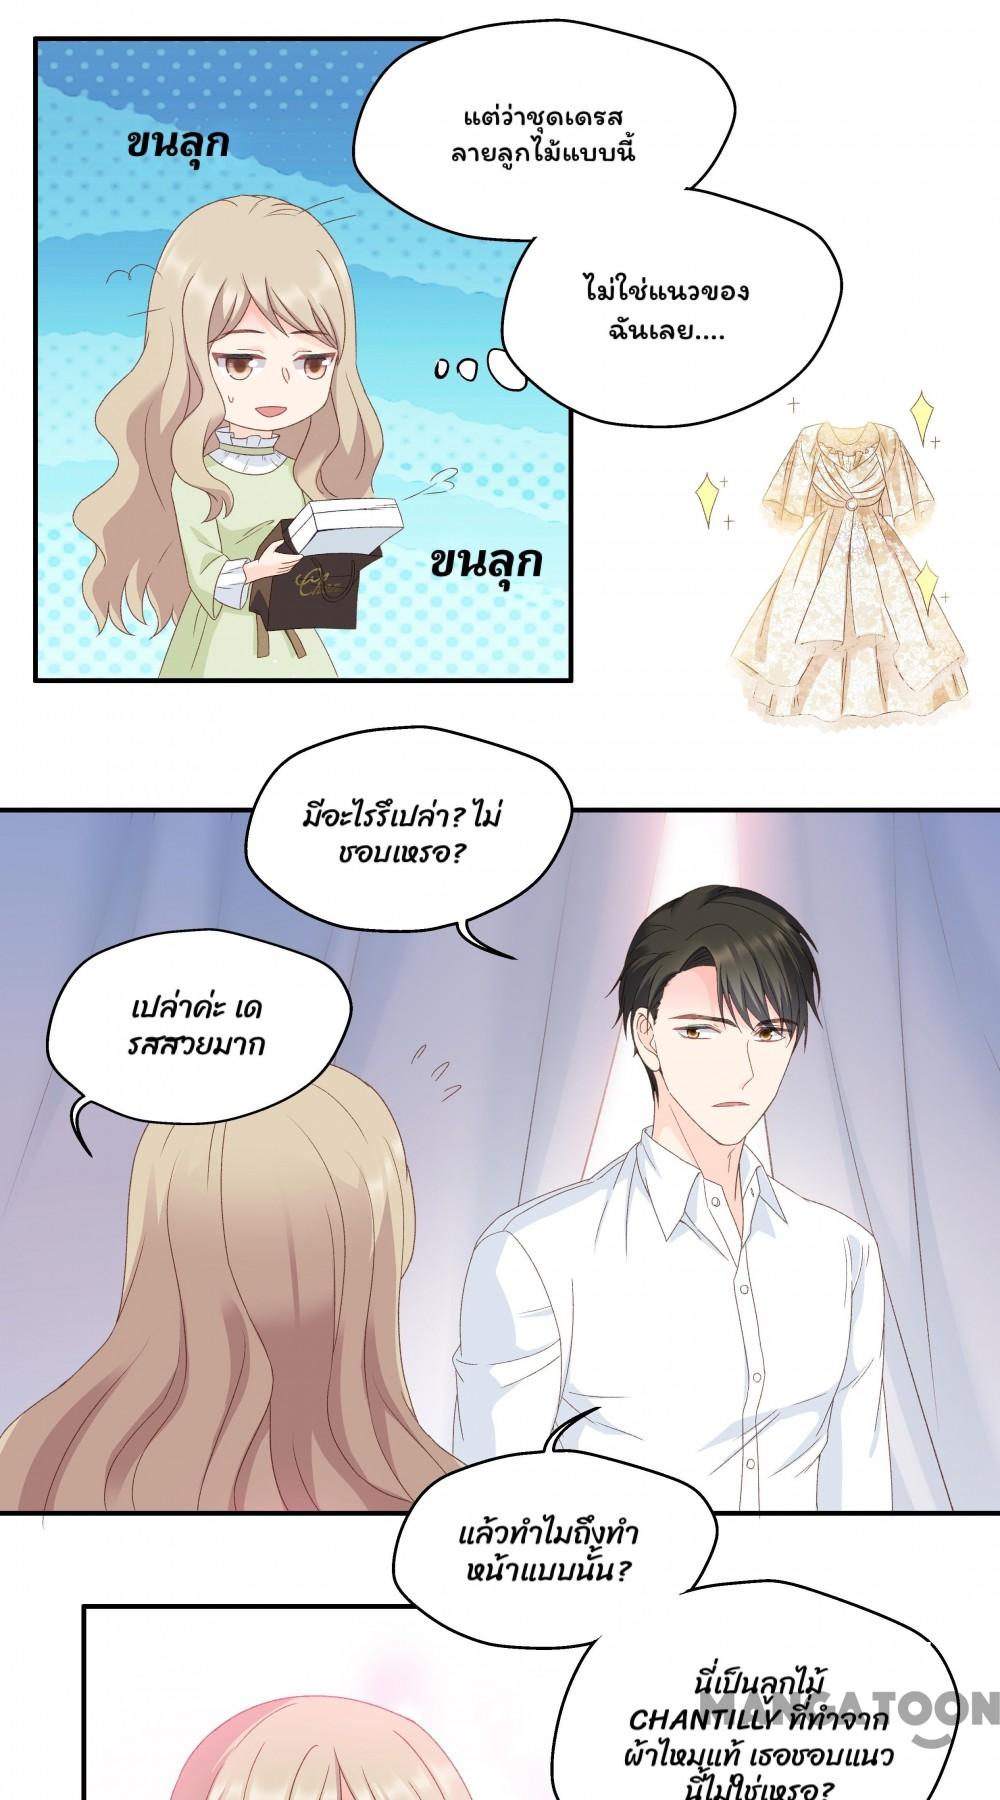 แต่ว่าชุดเดรส
ลายลูกไม้แบบนี้
ขนลุก
ไม่ใช่แนวของ
ฉันเลย....
ขนลุก
มีอะไรรึเปล่า? ไม่
ชอบเหรอ?
เปล่าค่ะ เด
รสสวยมาก
แล้วทำไมถึงทำ
หน้าแบบนั้น?
นี่เป็นลูกไม้
CHANTILLY ที่ทำจาก
ผ้าไหมแท้ เธอชอบแนว
นี้ไม่ใช่เหรอ?
MANGATOON